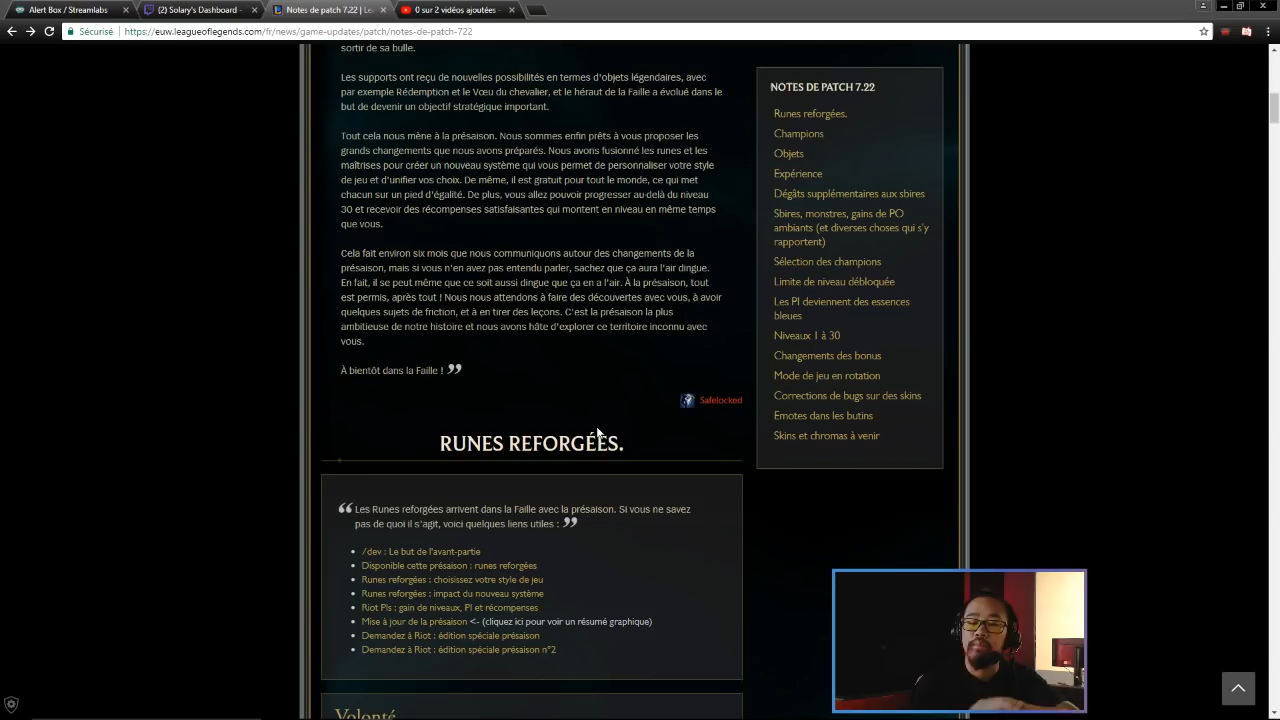 Alert Box / Streamlabs
(2) Solary's Dashboard -
Notes de patch 7.22 | Le
0 sur 2 vidéos ajoutées -
Sécurisé
https://euw.leagueoflegends.com/fr/news/game-updates/patch/notes-de-patch-722
sortir de sa bulle.
Les supports ont reçu de nouvelles possibilités en termes d'objets légendaires, avec
par exemple Rédemption et le Vœu du chevalier, et le héraut de la Faille a évolué dans le
but de devenir un objectif stratégique important.
Tout cela nous mène à la présaison. Nous sommes enfin prêts à vous proposer les
grands changements que nous avons préparés. Nous avons fusionné les runes et les
maîtrises pour créer un nouveau système qui vous permet de personnaliser votre style
de jeu et d'unifier vos choix. De même, il est gratuit pour tout le monde, ce qui met
chacun sur un pied d'égalité. De plus, vous allez pouvoir progresser au-delà du niveau
30 et recevoir des récompenses satisfaisantes qui montent en niveau en même temps
que vous.
Cela fait environ six mois que nous communiquons autour des changements de la
présaison, mais si vous n'en avez pas entendu parler, sachez que ça aura l'air dingue.
En fait, il se peut même que ce soit aussi dingue que ça en a l'air. À la présaison, tout
est permis, après tout ! Nous nous attendons à faire des découvertes avec vous, à avoir
quelques sujets de friction, et à en tirer des leçons. C'est la présaison la plus
ambitieuse de notre histoire et nous avons hâte d'explorer ce territoire inconnu avec
vous.
À bientôt dans la Faille ! ”
Safelocked
RUNES REFORGÉES.
“ Les Runes reforgées arrivent dans la Faille avec la présaison. Si vous ne savez
pas de quoi il s'agit, voici quelques liens utiles : ”
• /dev : Le but de l'avant-partie
• Disponible cette présaison : runes reforgées
• Runes reforgées : choisissez votre style de jeu
• Runes reforgées : impact du nouveau système
• Riot Pls : gain de niveaux, PI et récompenses
• Mise à jour de la présaison <- (cliquez ici pour voir un résumé graphique)
• Demandez à Riot : édition spéciale présaison
• Demandez à Riot : édition spéciale présaison n°2
Volonté
NOTES DE PATCH 7.22
Runes reforgées.
Champions
Objets
Expérience
Dégâts supplémentaires aux sbires
Sbires, monstres, gains de PO
ambiants (et diverses choses qui s'y
rapportent)
Sélection des champions
Limite de niveau débloquée
Les PI deviennent des essences
bleues
Niveaux 1 à 30
Changements des bonus
Mode de jeu en rotation
Corrections de bugs sur des skins
Emotes dans les butins
Skins et chromas à venir